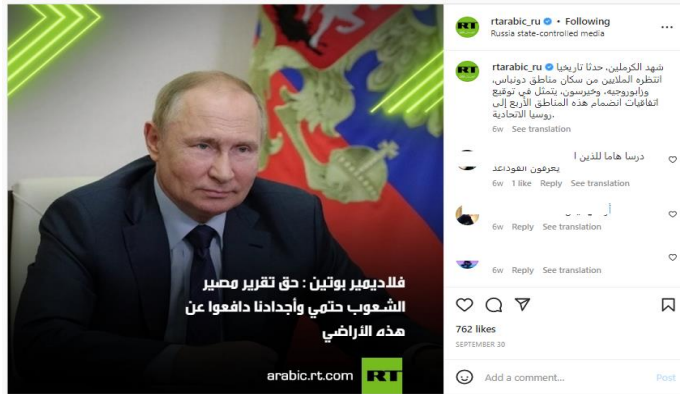 فلاديمير بوتين : حق تقرير مصير
الشعوب حتمي وأجدادنا دافعوا عن
هذه الأراضي
arabic.rt.com RT
RT
rtarabic_ru • Following
Russia state-controlled media
RT
rtarabic_ru شهد الكرملين، حدثا تاريخيا
انتظره الملايين من سكان مناطق دونباس،
وزابوروجيه، وخيرسون، يتمثل في توقيع
اتفاقيات انضمام هذه المناطق الأربع إلى
روسيا الاتحادية.
6w See translation
درسا هاما للذين ا
يعرفون
6w 1 like Reply See translation
6w Reply See translation
6w Reply See translation
762 likes
SEPTEMBER 30
Add a comment...
Post